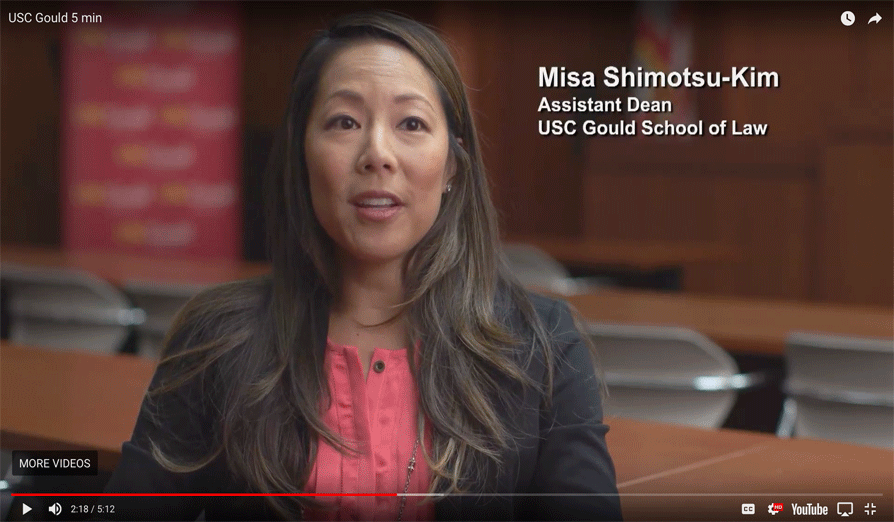 USC Gould 5 min
Misa Shimotsu-Kim
Assistant Dean
USC Gould School of Law
MORE VIDEOS
2:18 / 5:12
CC
HD
YouTube